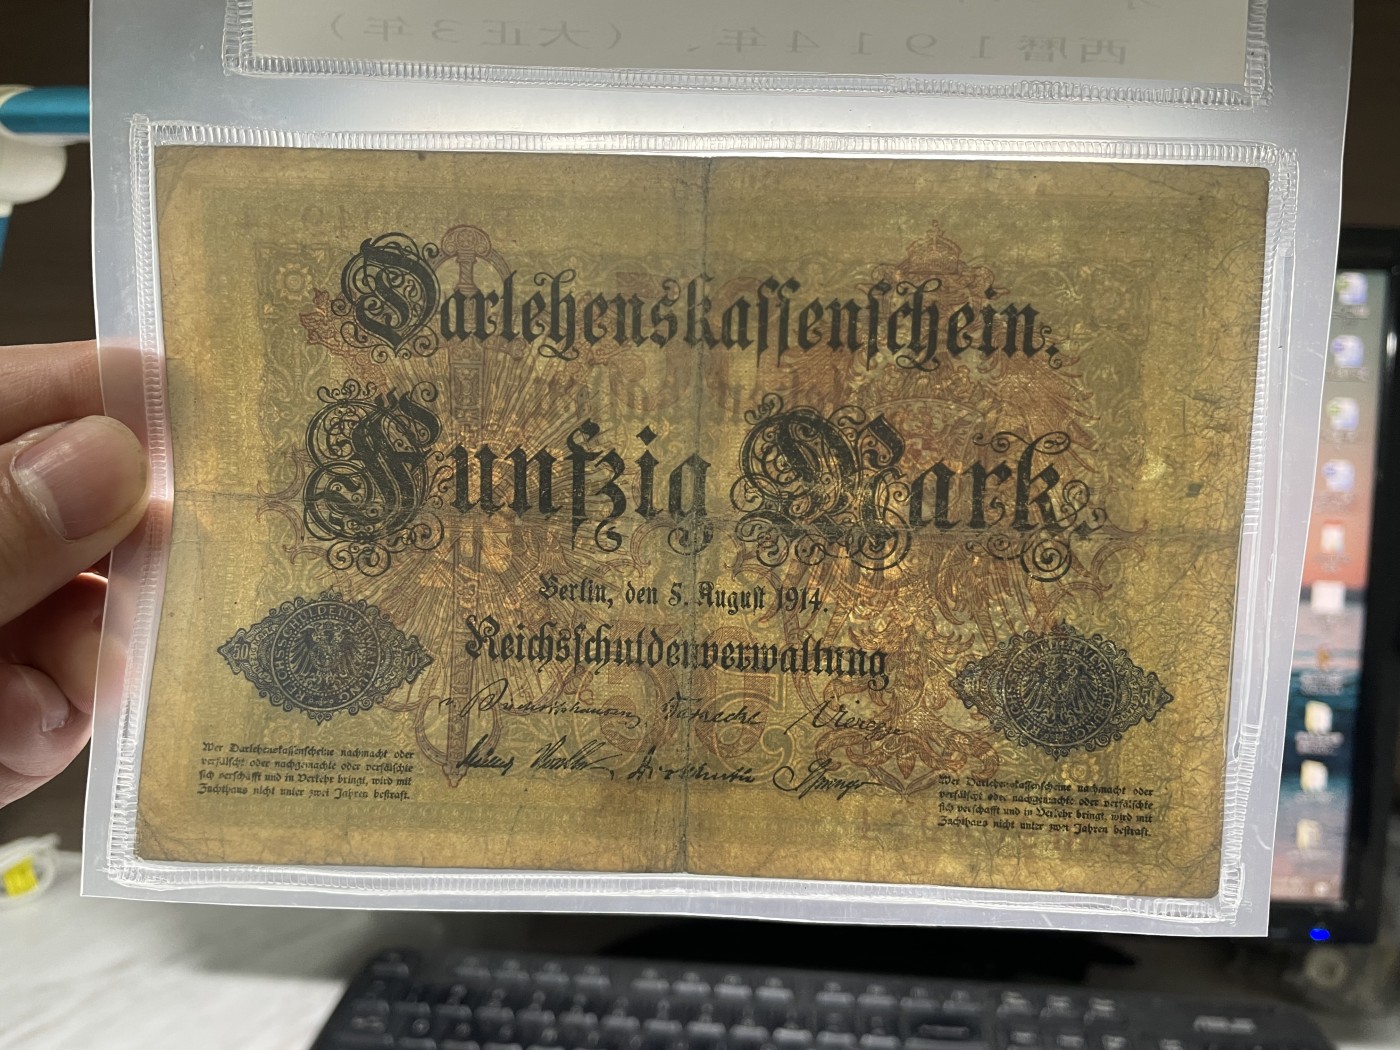 西暦1914年、(大正3年)
Darlehenskassenschein.
Fünfzig Mark.
Berlin, den 5. August 1914.
Reichsschuldenverwaltung
50 REICHSSCHULDENVERWALTUNG 50
Wer Darlehenskassenscheine nachmacht oder
verfälscht oder nachgemachte oder verfälschte
sich verschafft und in Verkehr bringt, wird mit
Zuchthaus nicht unter zwei Jahren bestraft.
Wer Darlehenskassenscheine nachmacht oder
verfälscht oder nachgemachte oder verfälschte
sich verschafft und in Verkehr bringt, wird mit
Zuchthaus nicht unter zwei Jahren bestraft.